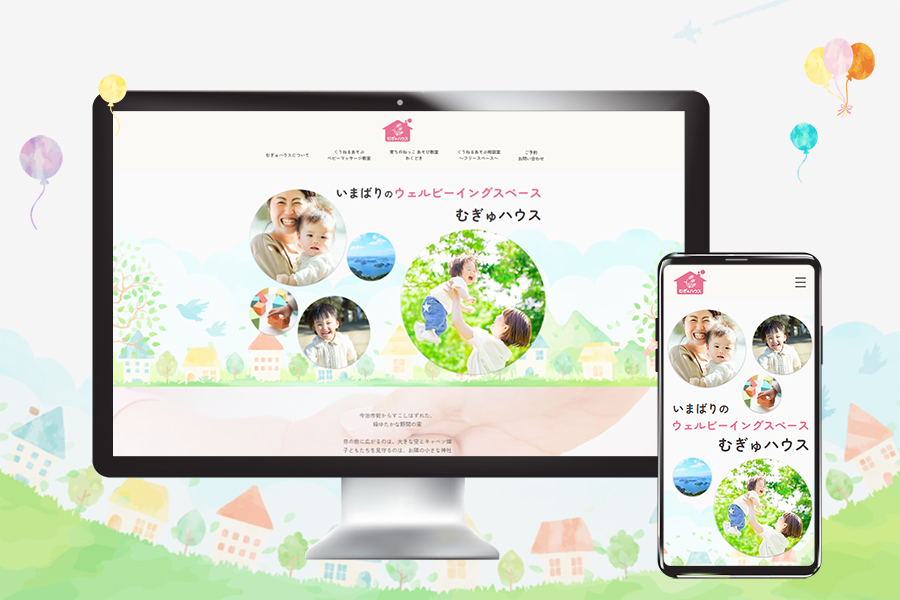 むぎゅハウス
むぎゅハウスについて
くうねるあそぶ
ベビーマッサージ教室
育ちのねっこ あそび教室
わくどき
くうねるあそぶ相談室
〜フリースペース〜
ご予約
お問い合わせ
いまばりのウェルビーイングスペース
むぎゅハウス
今治市街からすこしはずれた、
緑ゆたかな野間の家
目の前に広がるのは、大きな空とキャベツ畑
子どもたちを見守るのは、お隣の小さな神社
むぎゅハウス
いまばりの
ウェルビーイングスペース
むぎゅハウス